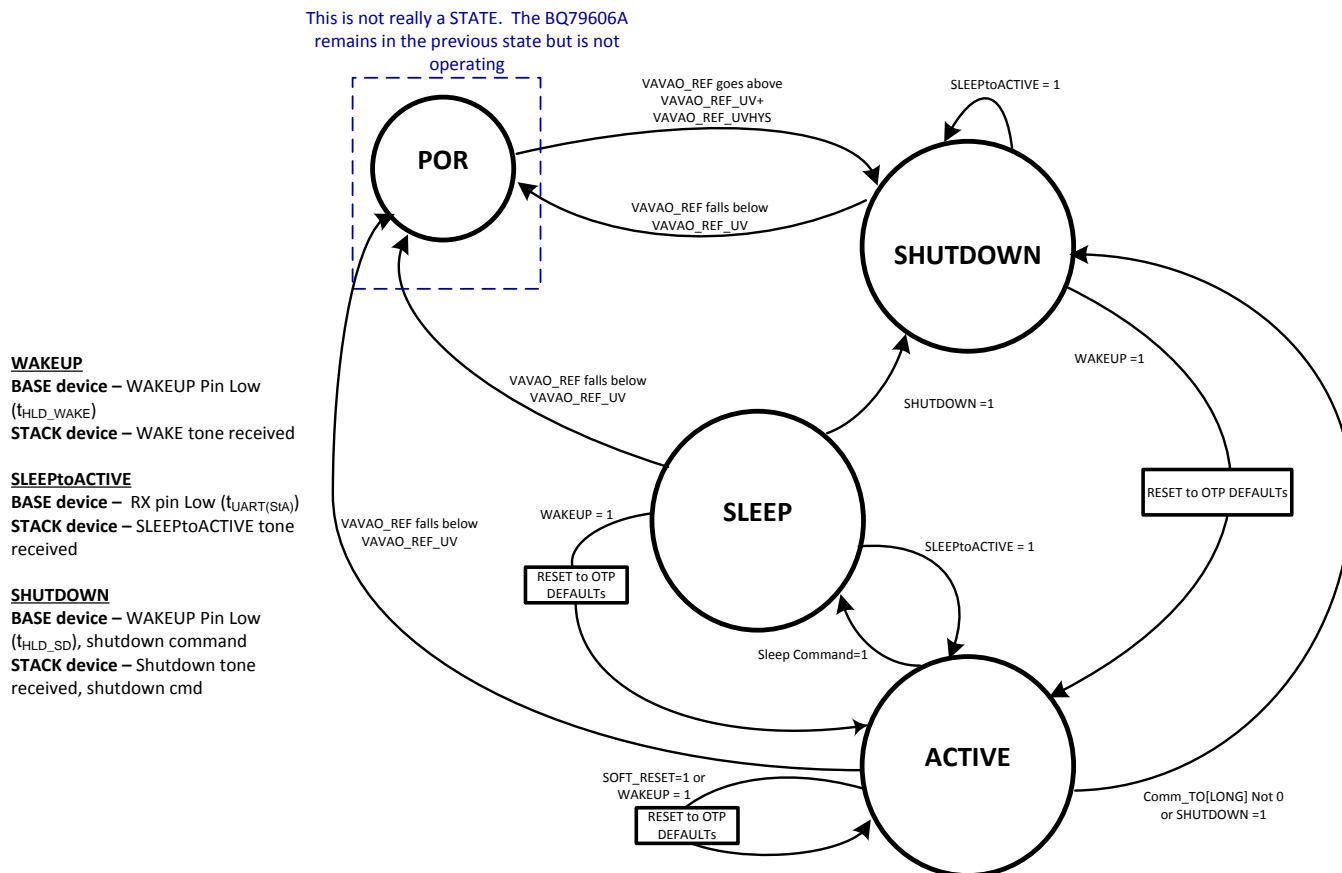 This is not really a STATE.  The BQ79606A
remains in the previous state but is not
operating
POR
VAVAO_REF goes above
VAVAO_REF_UV+
VAVAO_REF_UVHYS
VAVAO_REF falls below
VAVAO_REF_UV
SLEEPtoACTIVE = 1
SHUTDOWN
WAKEUP =1
RESET to OTP DEFAULTs
VAVAO_REF falls below
VAVAO_REF_UV
SHUTDOWN =1
SLEEP
WAKEUP = 1
RESET to OTP
DEFAULTs
SLEEPtoACTIVE = 1
Sleep Command=1
VAVAO_REF falls below
VAVAO_REF_UV
ACTIVE
SOFT_RESET=1 or
WAKEUP = 1
RESET to OTP
DEFAULTs
Comm_TO[LONG] Not 0
or SHUTDOWN =1
WAKEUP
BASE device – WAKEUP Pin Low
(tHLD_WAKE)
STACK device – WAKE tone received
SLEEPtoACTIVE
BASE device –  RX pin Low (tUART(StA))
STACK device – SLEEPtoACTIVE tone
received
SHUTDOWN
BASE device – WAKEUP Pin Low
(tHLD_SD), shutdown command
STACK device – Shutdown tone
received, shutdown cmd